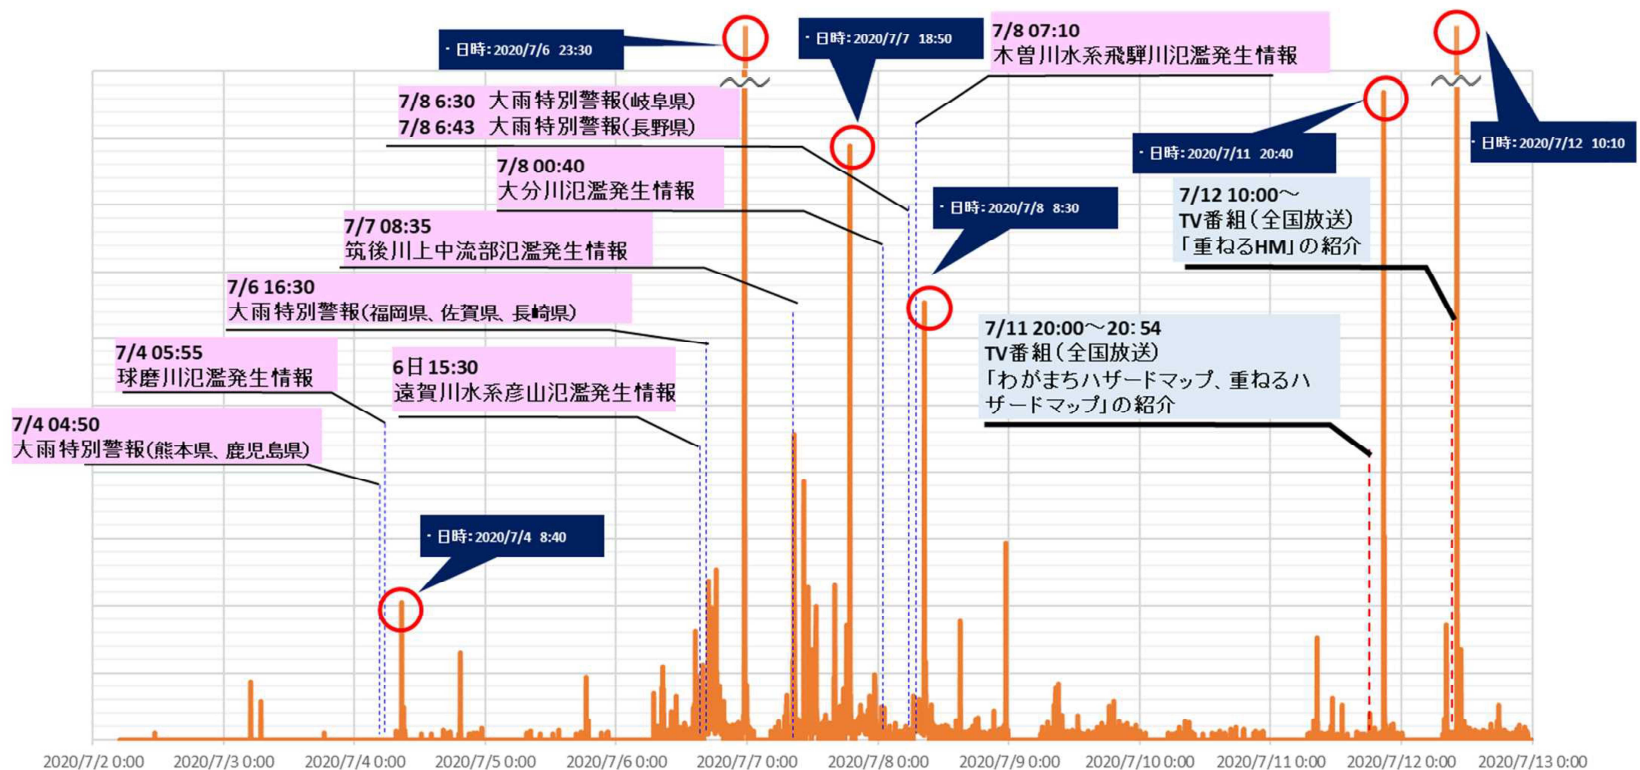 ・日時:2020/7/6 23:30
・日時:2020/7/7 18:50
7/8 07:10
木曽川水系飛騨川氾濫発生情報
7/8 6:30 大雨特別警報(岐阜県)
7/8 6:43 大雨特別警報(長野県)
・日時:2020/7/11 20:40
・日時:2020/7/12 10:10
7/8 00:40
大分川氾濫発生情報
・日時:2020/7/8 8:30
7/12 10:00～
TV番組(全国放送)
「重ねるHM」の紹介
7/7 08:35
筑後川上中流部氾濫発生情報
7/6 16:30
大雨特別警報(福岡県、佐賀県、長崎県)
7/11 20:00～20:54
TV番組(全国放送)
「わがまちハザードマップ、重ねるハ
ザードマップ」の紹介
7/4 05:55
球磨川氾濫発生情報
6日 15:30
遠賀川水系彦山氾濫発生情報
7/4 04:50
大雨特別警報(熊本県、鹿児島県)
・日時:2020/7/4 8:40
2020/7/2 0:00
2020/7/3 0:00
2020/7/4 0:00
2020/7/5 0:00
2020/7/6 0:00
2020/7/7 0:00
2020/7/8 0:00
2020/7/9 0:00
2020/7/10 0:00
2020/7/11 0:00
2020/7/12 0:00
2020/7/13 0:00